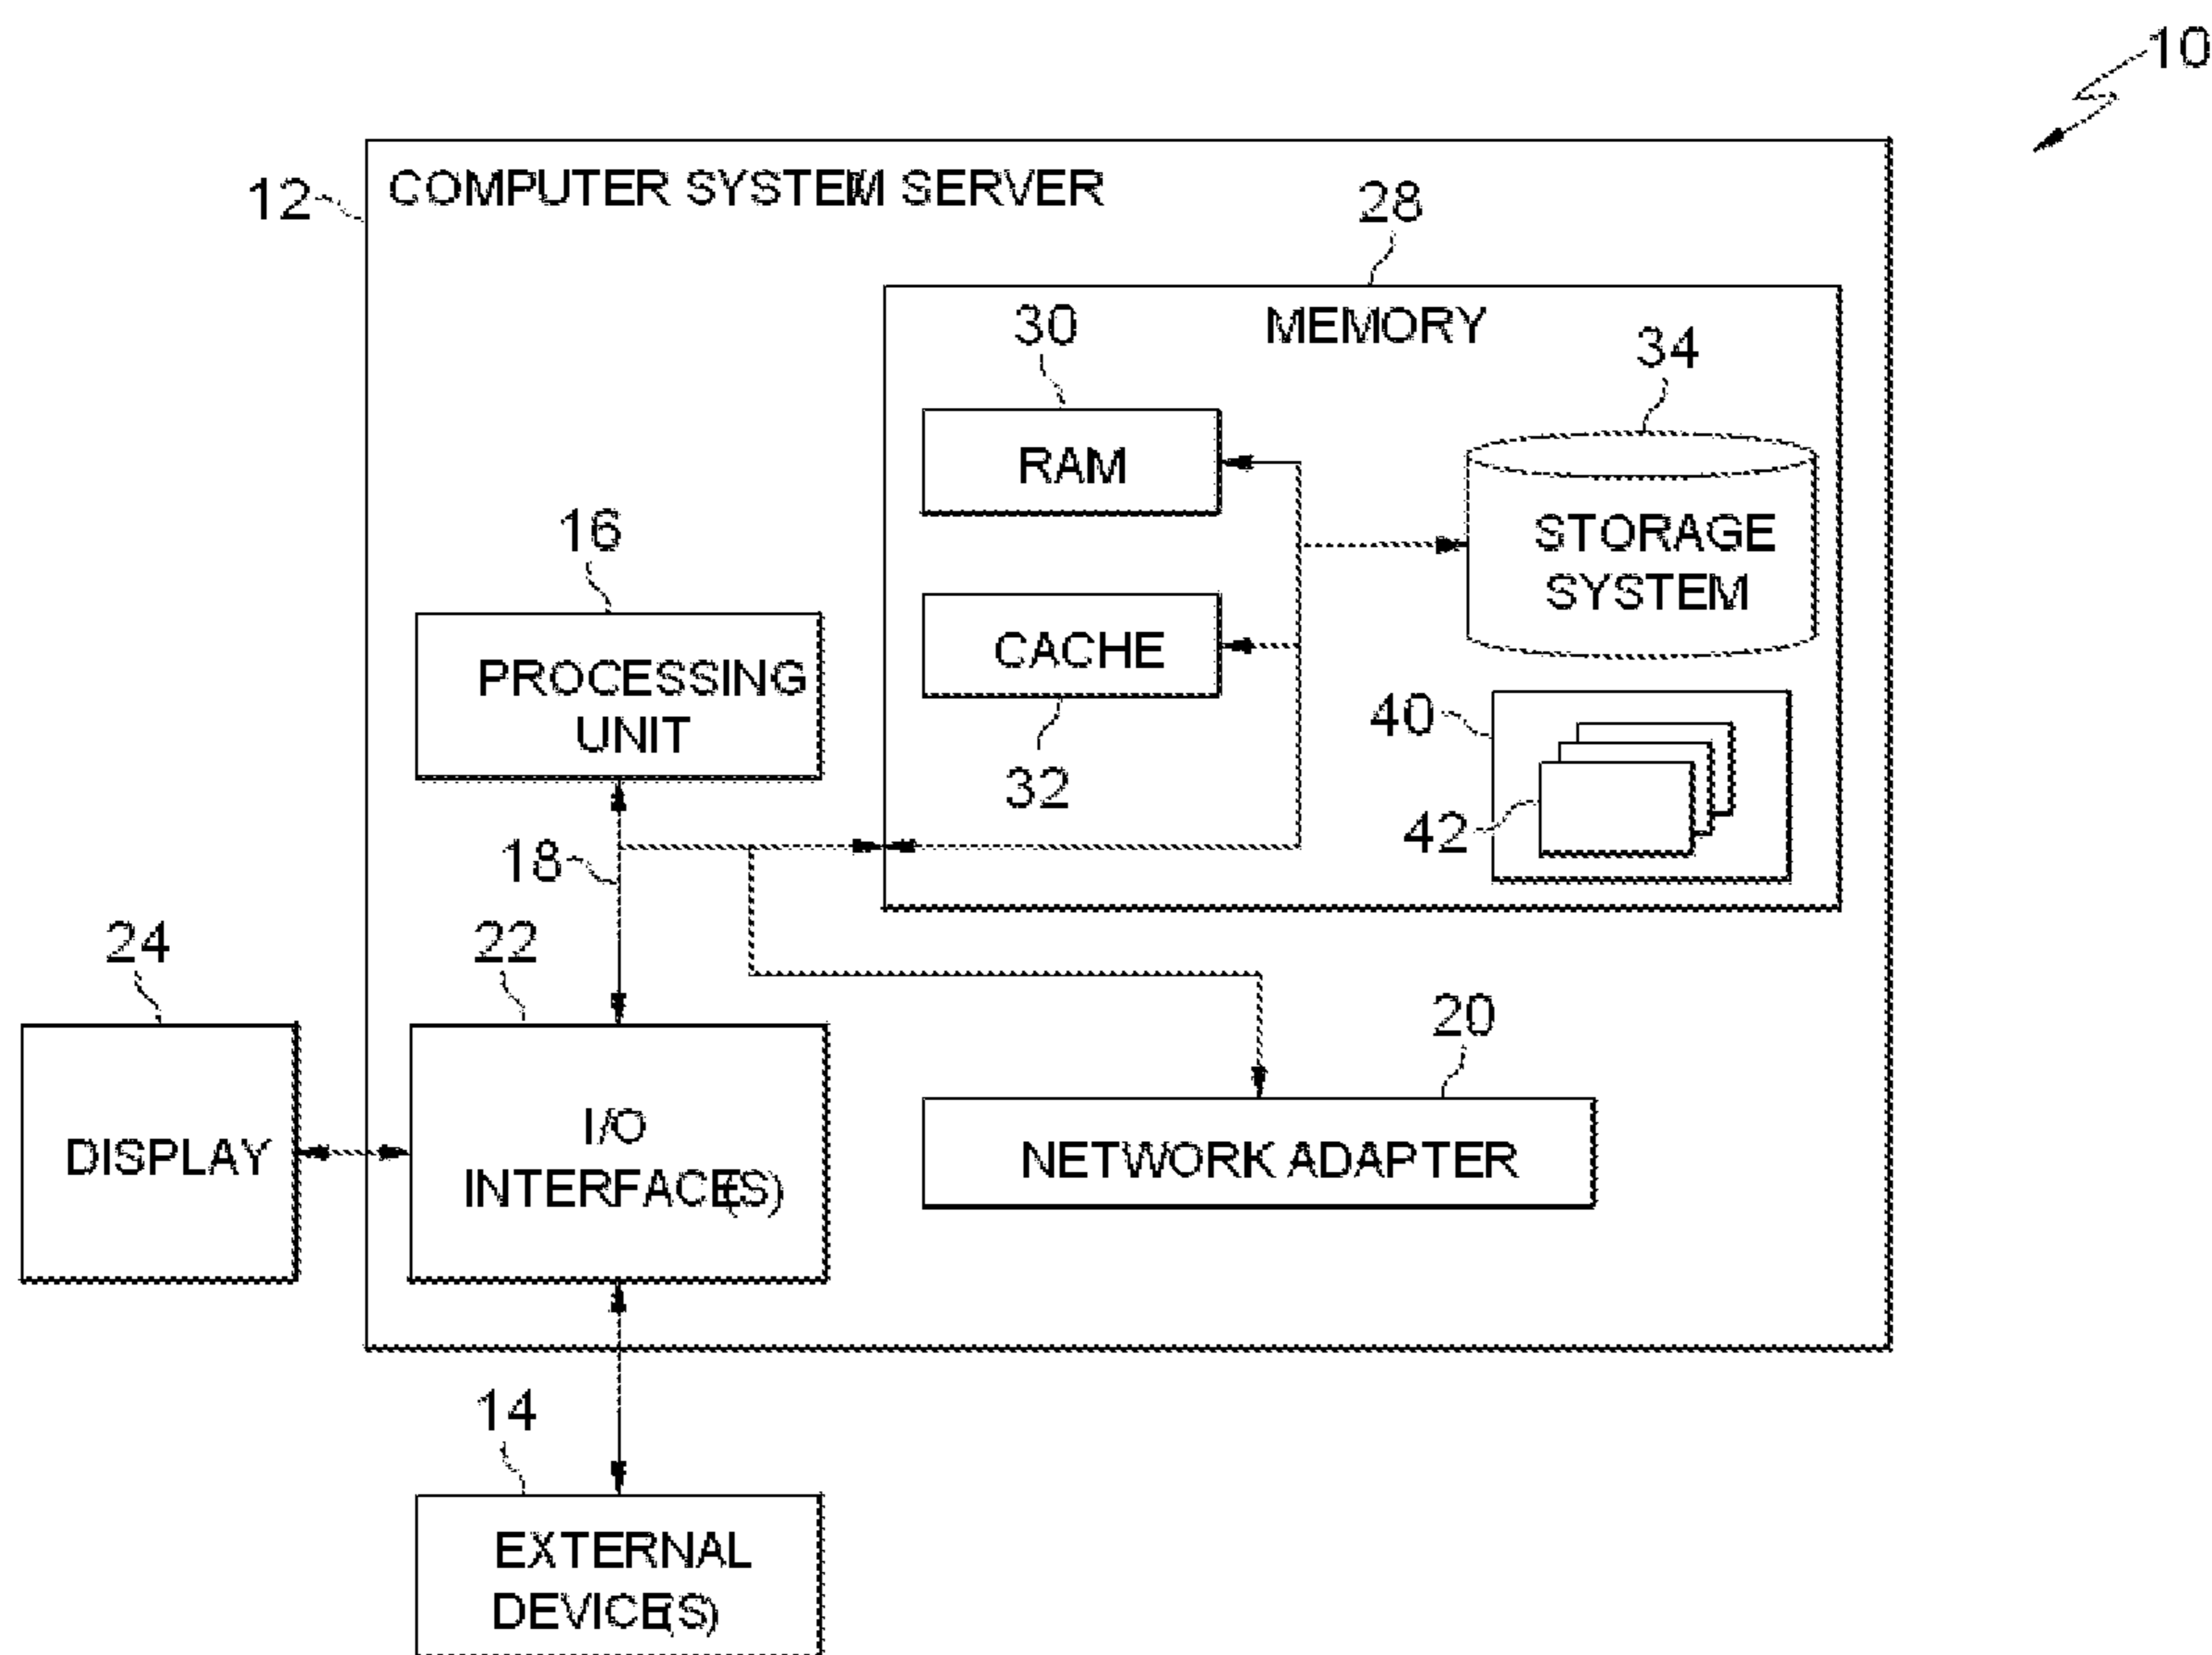 10
12
COMPUTER SYSTEM SERVER
28
MEMORY
30
RAM
34
STORAGE
SYSTEM
16
PROCESSING
UNIT
CACHE
32
40
42
18
24
DISPLAY
22
I/O
INTERFACE(S)
20
NETWORK ADAPTER
14
EXTERNAL
DEVICE(S)